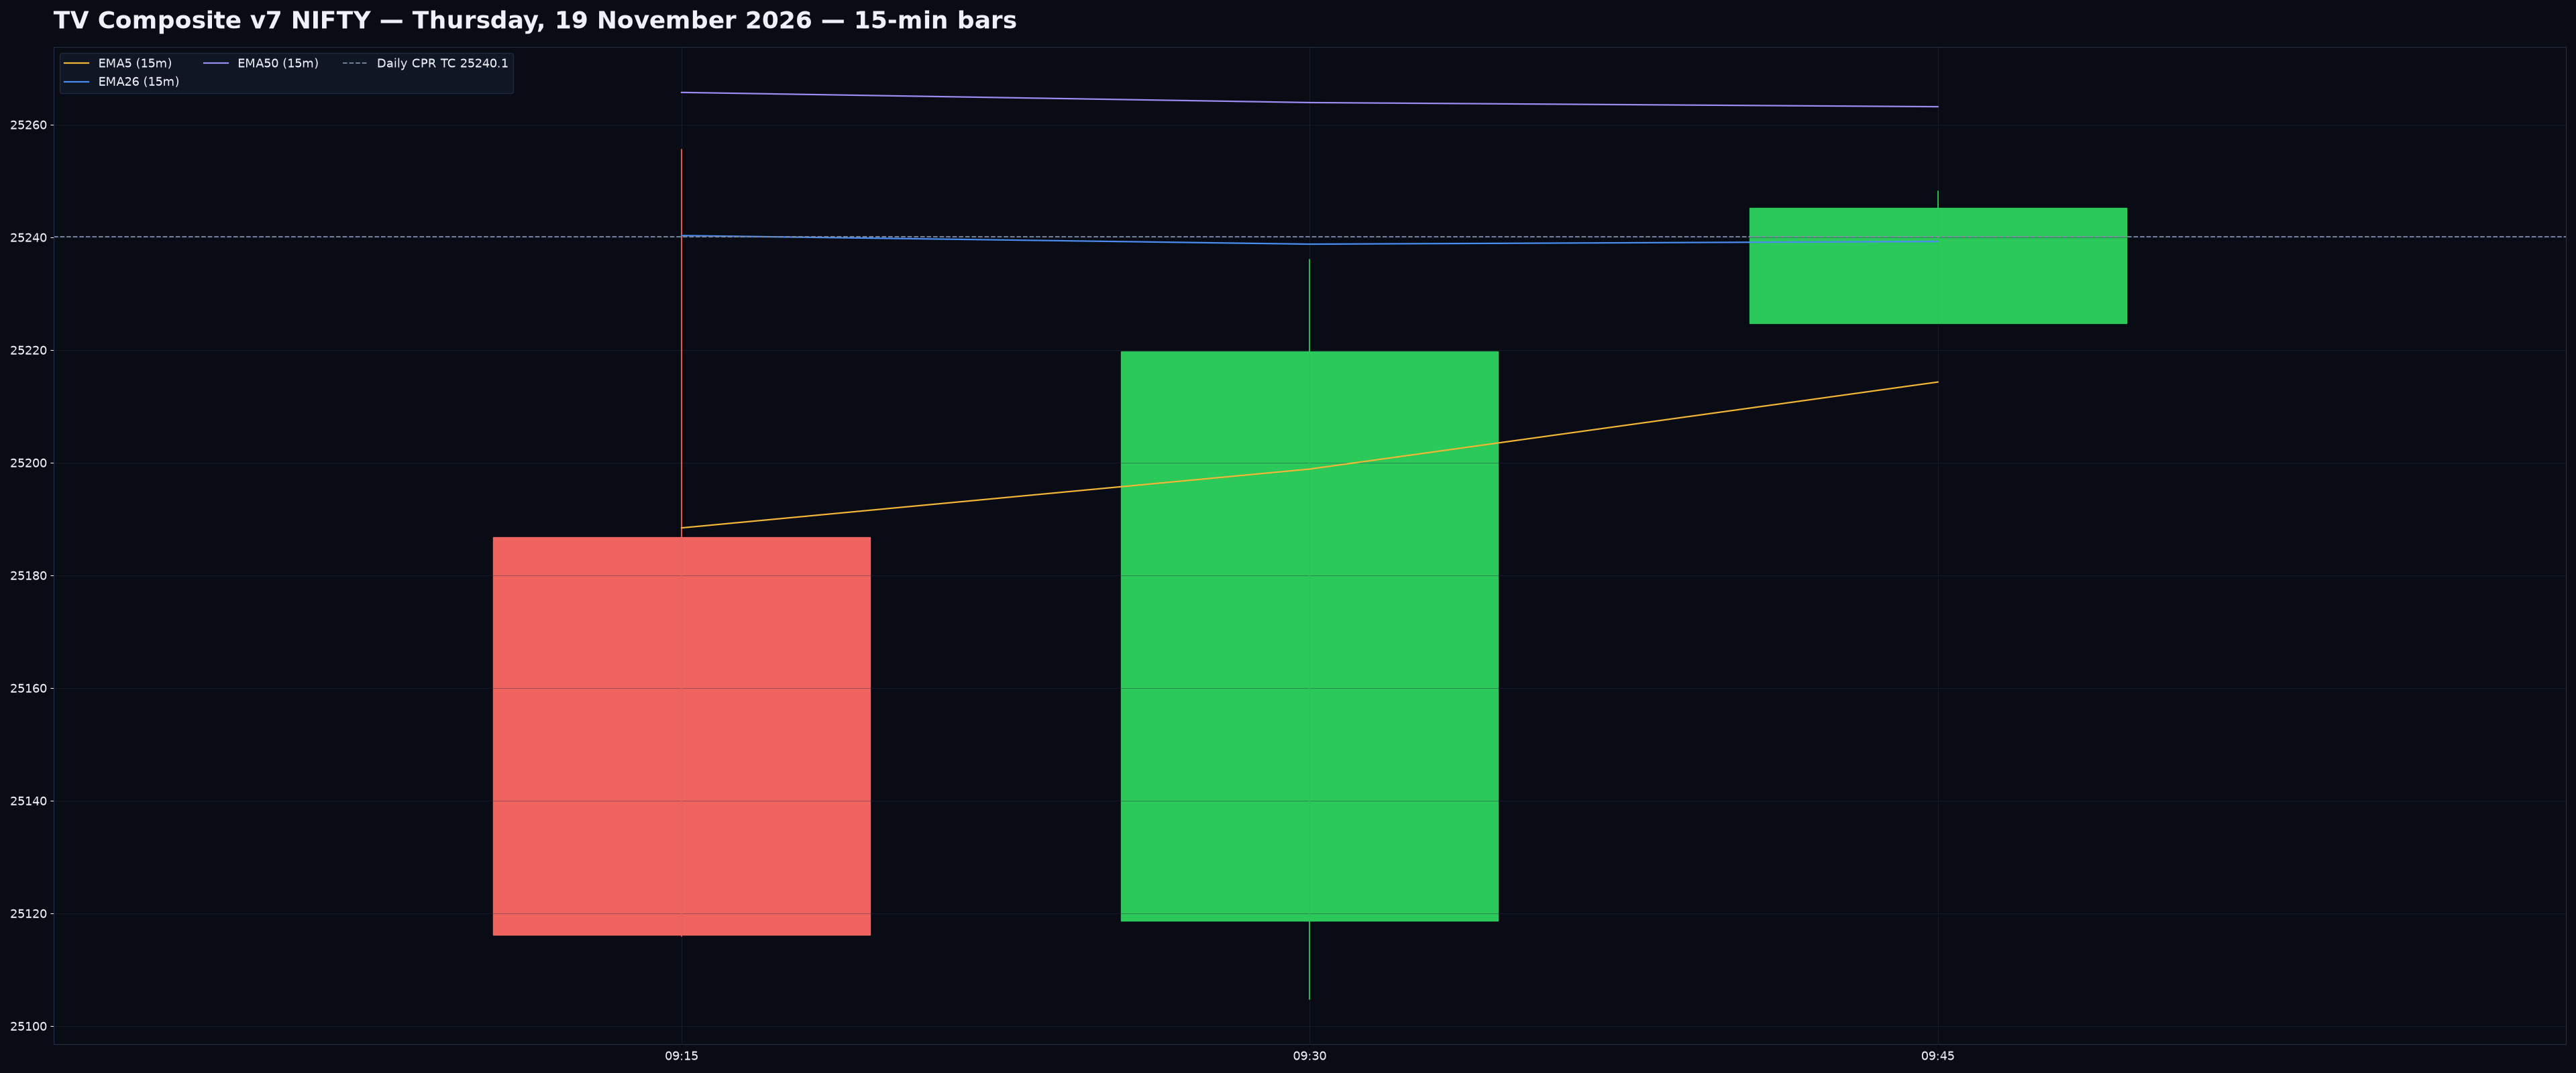 TV Composite v7 NIFTY — Thursday, 19 November 2026 — 15-min bars
EMA5 (15m)
EMA26 (15m)
EMA50 (15m)
Daily CPR TC 25240.1
25260
25240
25220
25200
25180
25160
25140
25120
25100
09:15
09:30
09:45